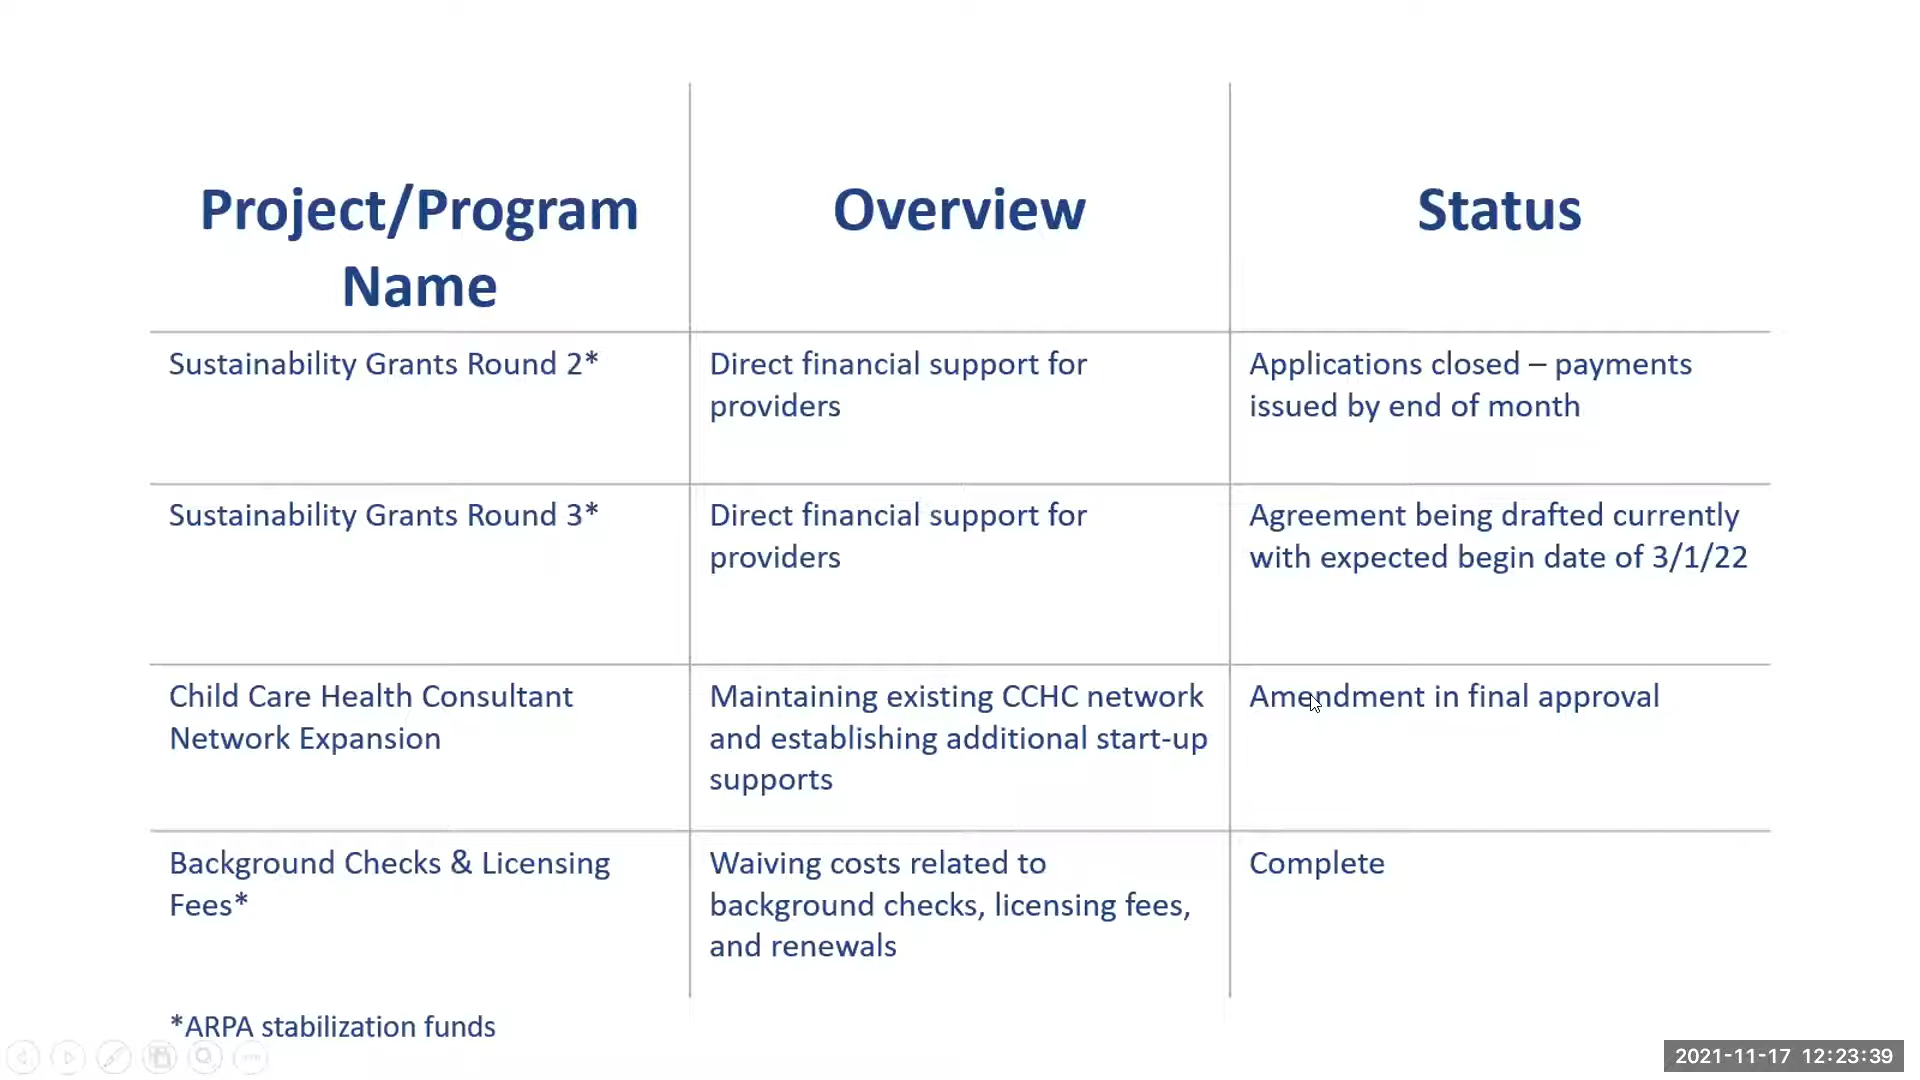 Project/Program
Name
Overview
Status
Sustainability Grants Round 2*
Direct financial support for
providers
Applications closed – payments
issued by end of month
Sustainability Grants Round 3*
Direct financial support for
providers
Agreement being drafted currently
with expected begin date of 3/1/22
Child Care Health Consultant
Network Expansion
Maintaining existing CCHC network
and establishing additional start-up
supports
Amendment in final approval
Background Checks & Licensing
Fees*
Waiving costs related to
background checks, licensing fees,
and renewals
Complete
*ARPA stabilization funds
2021-11-17 12:23:39